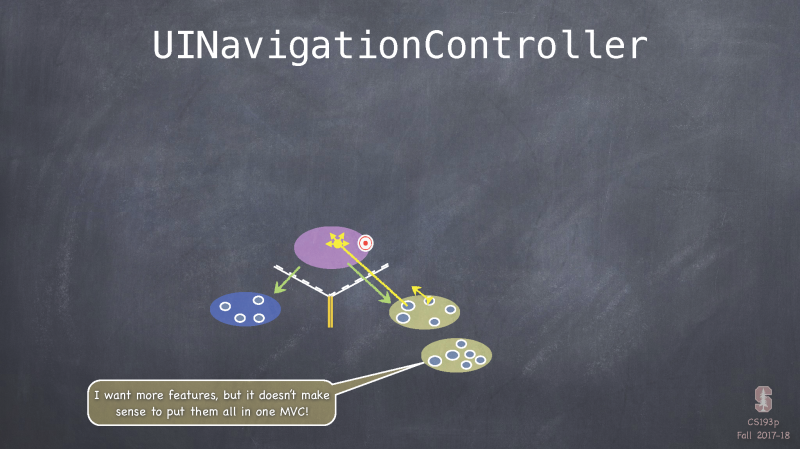 UINavigationController
I want more features, but it doesn't make
sense to put them all in one MVC!
CS193p
Fall 2017-18